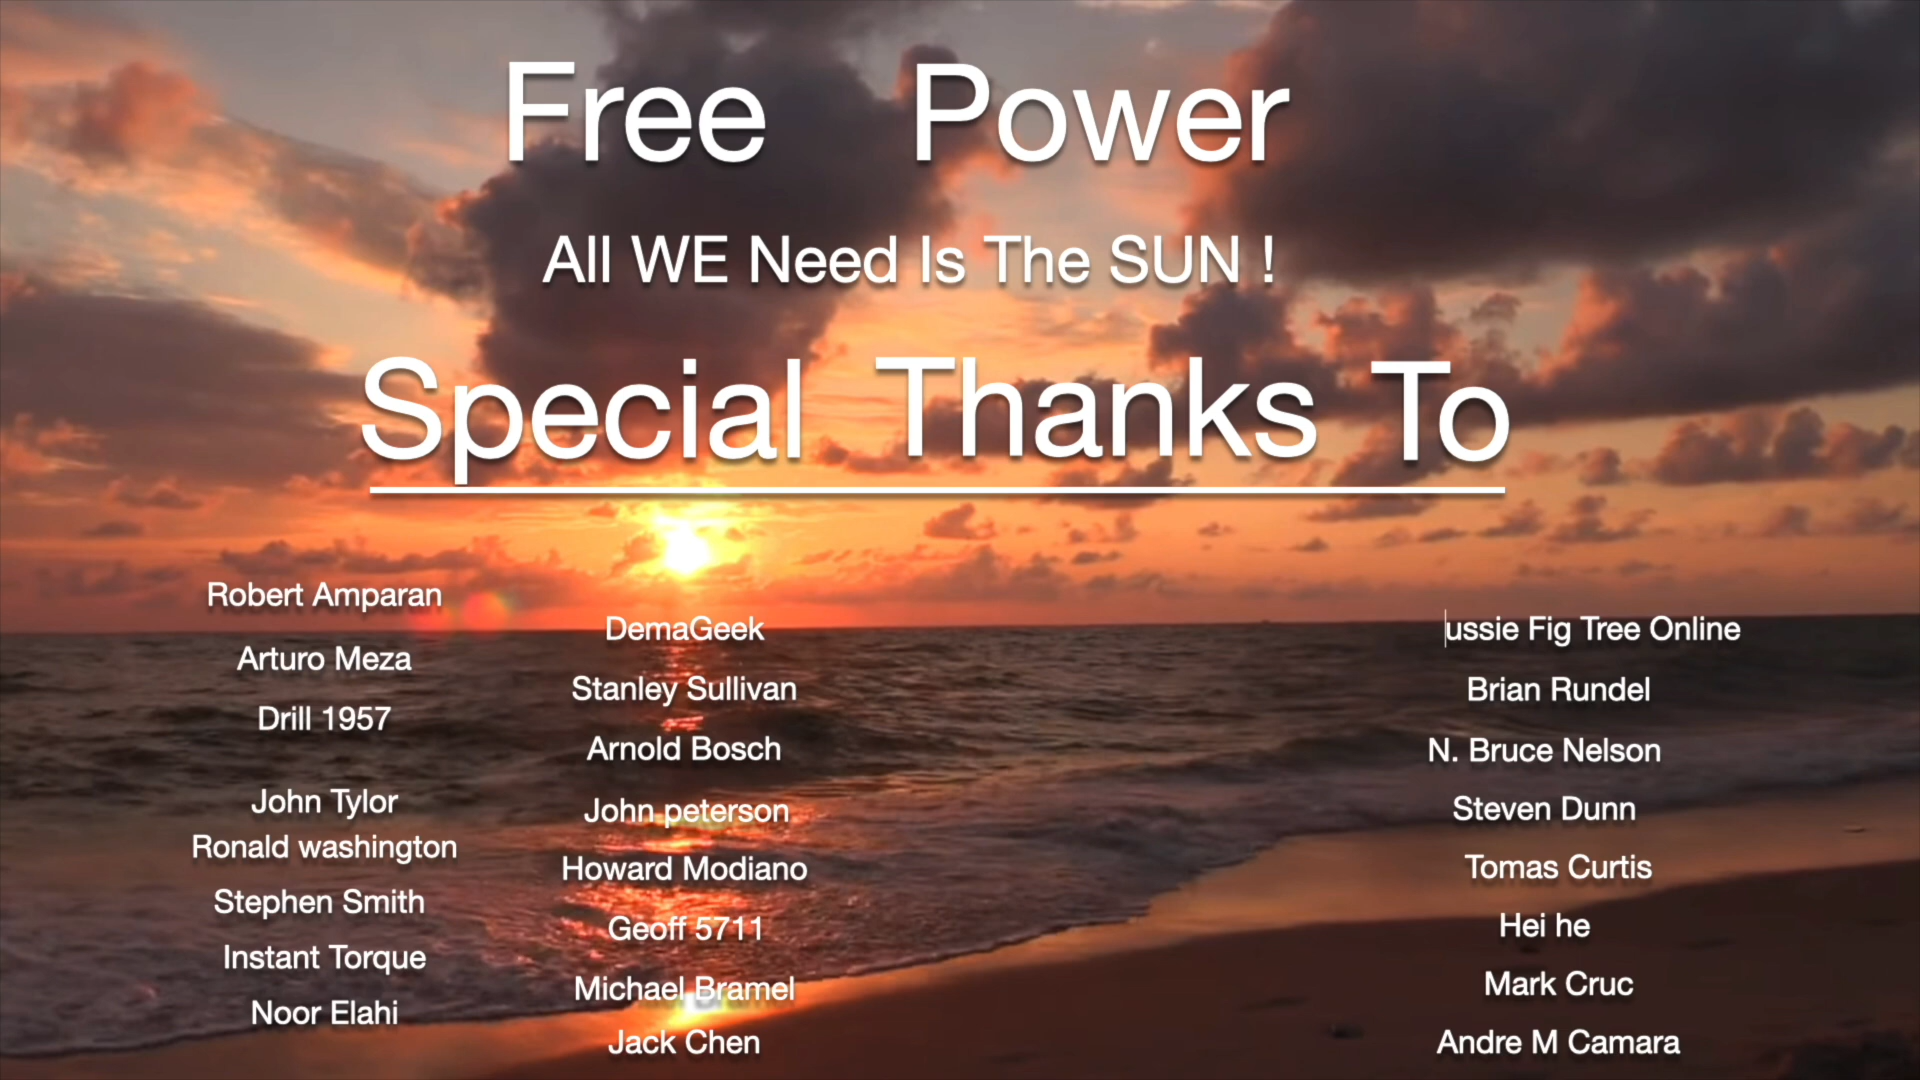 Free Power
All WE Need Is The SUN !
Special Thanks To
Robert Amparan
Arturo Meza
Drill 1957
John Tylor
Ronald washington
Stephen Smith
Instant Torque
Noor Elahi
DemaGeek
Stanley Sullivan
Arnold Bosch
John peterson
Howard Modiano
Geoff 5711
Michael Bramel
Jack Chen
ussie Fig Tree Online
Brian Rundel
N. Bruce Nelson
Steven Dunn
Tomas Curtis
Hei he
Mark Cruc
Andre M Camara